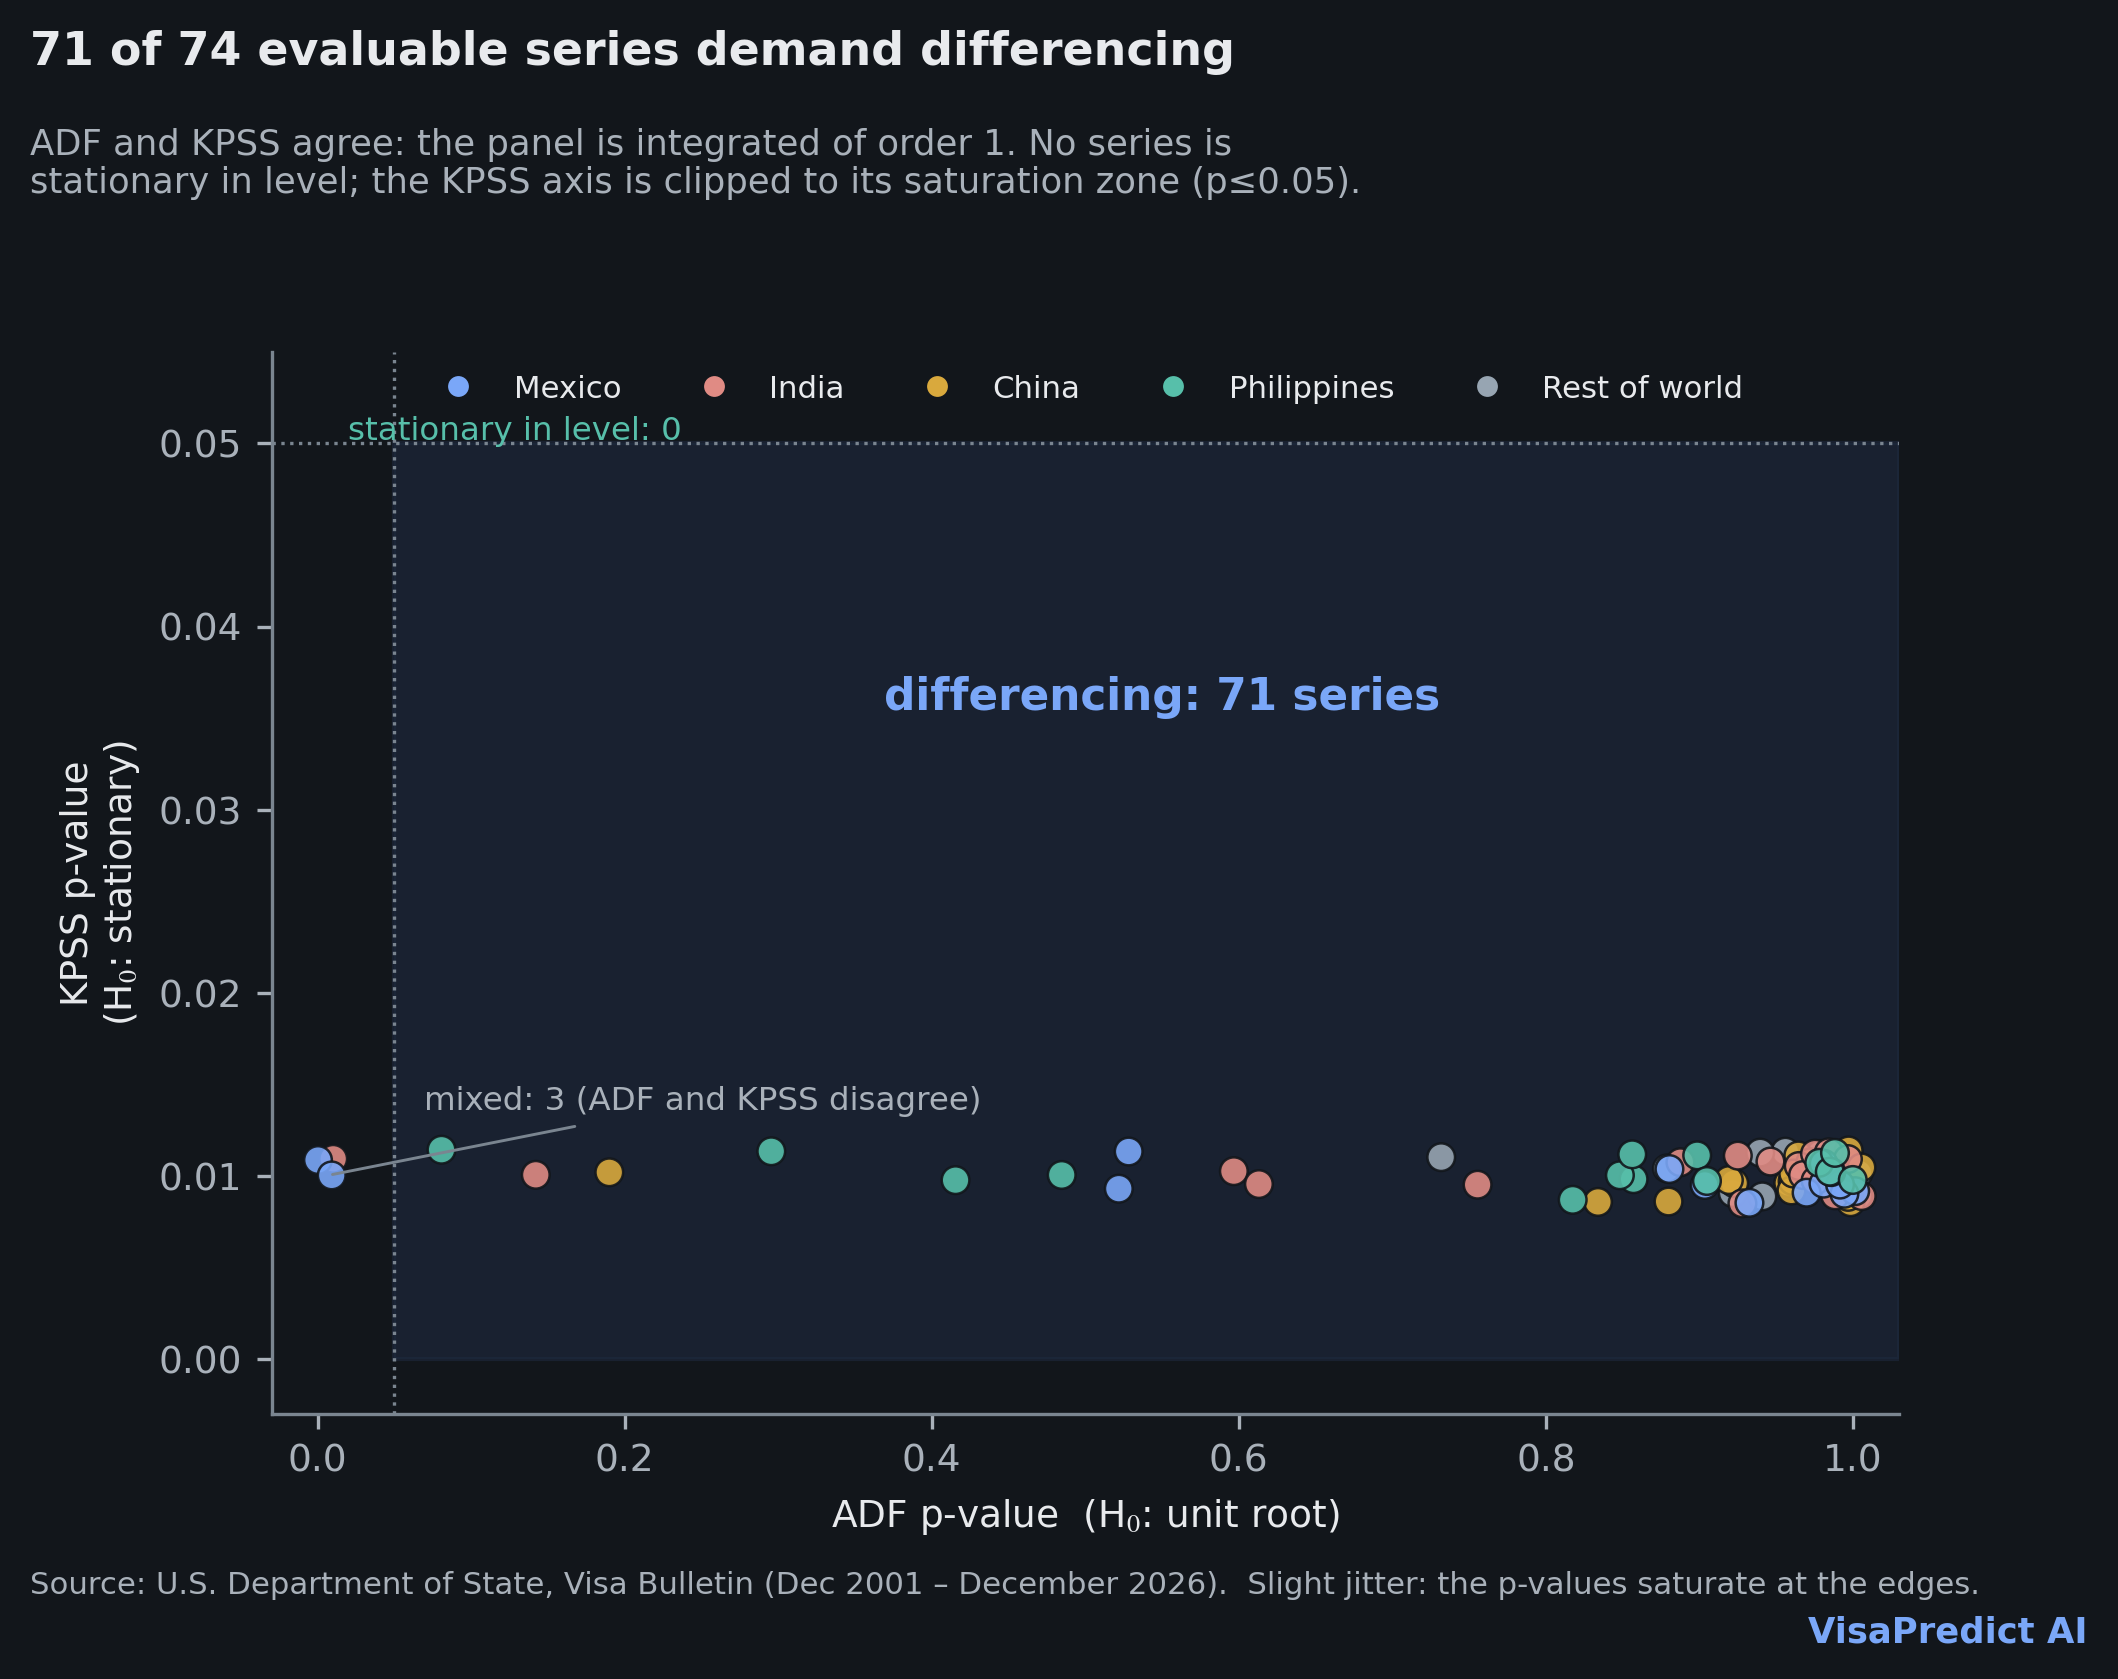 71 of 74 evaluable series demand differencing
ADF and KPSS agree: the panel is integrated of order 1. No series is
stationary in level; the KPSS axis is clipped to its saturation zone (p≤0.05).
Mexico
India
China
Philippines
Rest of world
stationary in level: 0
0.05
0.04
0.03
0.02
0.01
0.00
differencing: 71 series
mixed: 3 (ADF and KPSS disagree)
KPSS p-value
(H₀: stationary)
0.0
0.2
0.4
0.6
0.8
1.0
ADF p-value (H₀: unit root)
Source: U.S. Department of State, Visa Bulletin (Dec 2001 – December 2026). Slight jitter: the p-values saturate at the edges.
VisaPredict AI